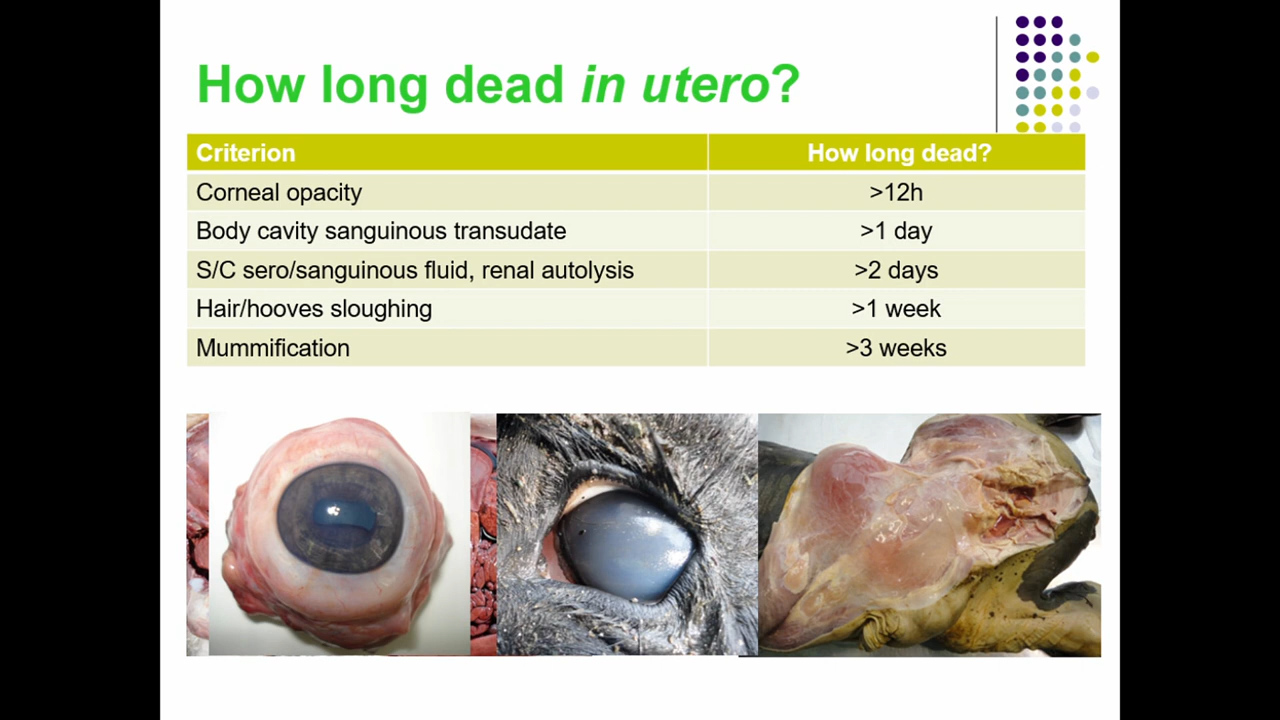 How long dead in utero?
Criterion How long dead?
Corneal opacity >12h
Body cavity sanguinous transudate >1 day
S/C sero/sanguinous fluid, renal autolysis >2 days
Hair/hooves sloughing >1 week
Mummification >3 weeks